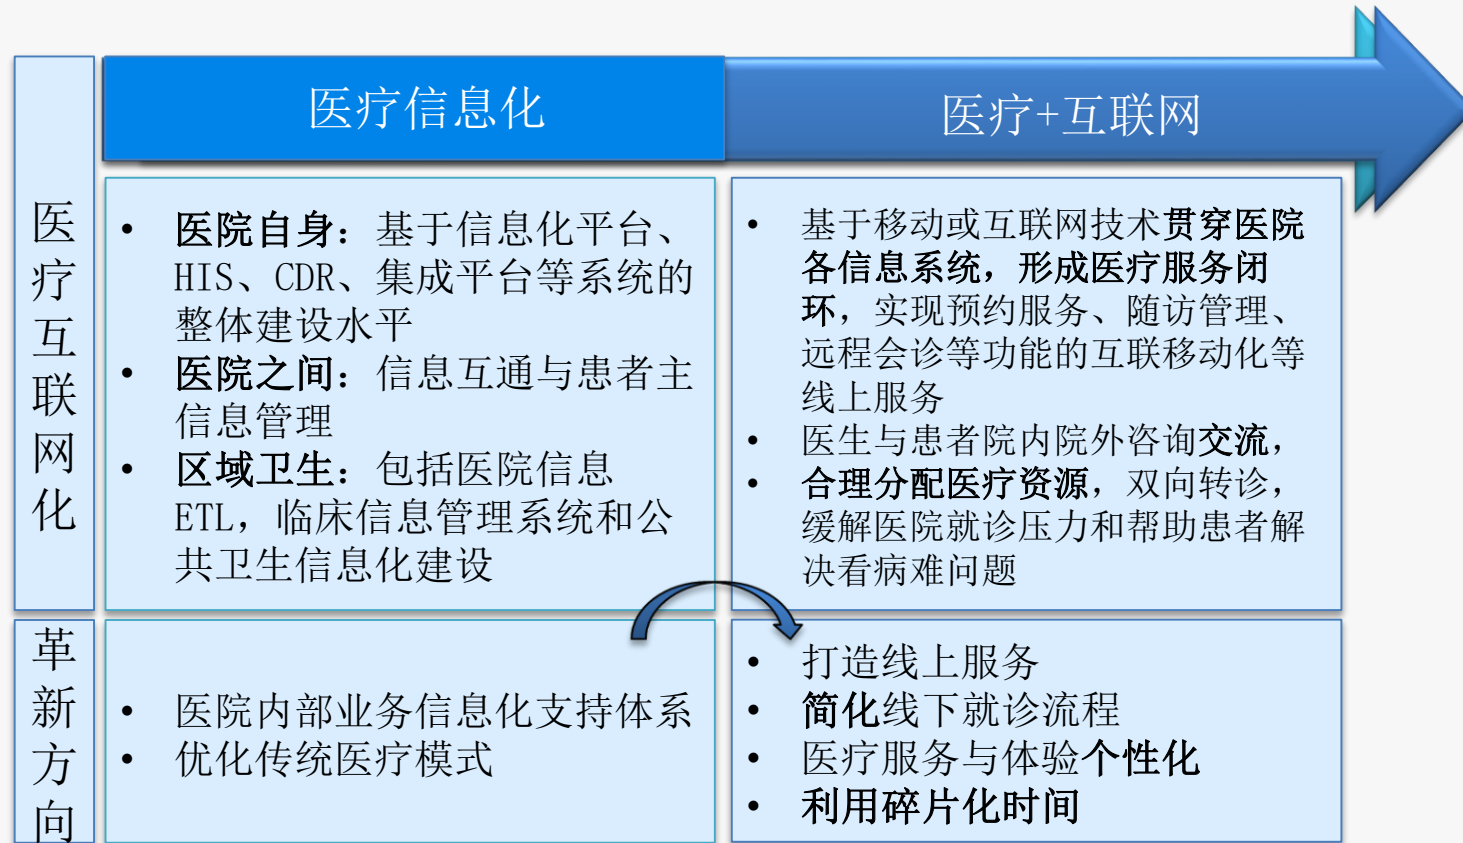 医疗信息化
医疗+互联网
医疗互联网化
• 医院自身：基于信息化平台、
HIS、CDR、集成平台等系统的
整体建设水平
• 医院之间：信息互通与患者主
信息管理
• 区域卫生：包括医院信息
ETL，临床信息管理系统和公
共卫生信息化建设
• 基于移动或互联网技术贯穿医院
各信息系统，形成医疗服务闭
环，实现预约服务、随访管理、
远程会诊等功能的互联移动化等
线上服务
• 医生与患者院内院外咨询交流，
• 合理分配医疗资源，双向转诊，
缓解医院就诊压力和帮助患者解
决看病难问题
革新方向
• 医院内部业务信息化支持体系
• 优化传统医疗模式
• 打造线上服务
• 简化线下就诊流程
• 医疗服务与体验个性化
• 利用碎片化时间